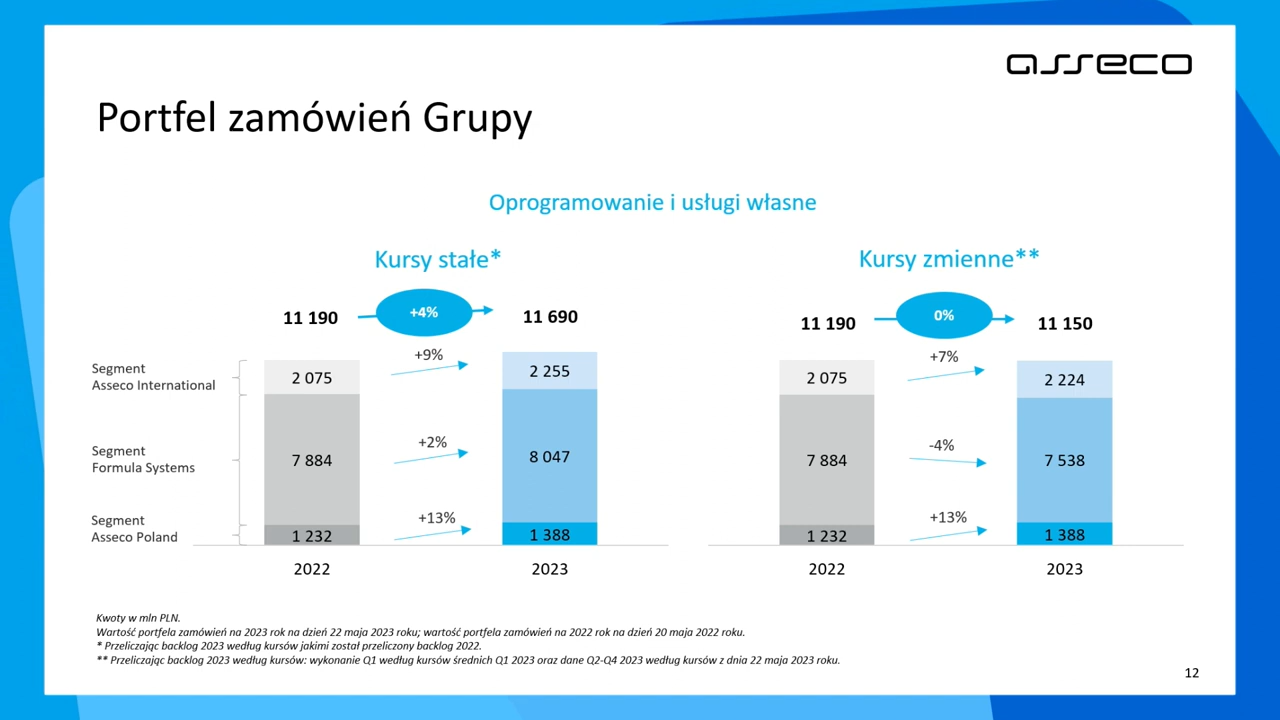 asseco
Portfel zamówień Grupy
Oprogramowanie i usługi własne
Kursy stałe*
11 190
+4%
11 690
Segment
Asseco International
2 075
+9%
2 255
Segment
Formula Systems
7 884
+2%
8 047
Segment
Asseco Poland
1 232
+13%
1 388
2022
2023
Kursy zmienne**
11 190
0%
11 150
2 075
+7%
2 224
7 884
-4%
7 538
1 232
+13%
1 388
2022
2023
Kwoty w mln PLN.
Wartość portfela zamówień na 2023 rok na dzień 22 maja 2023 roku; wartość portfela zamówień na 2022 rok na dzień 20 maja 2022 roku.
* Przeliczając backlog 2023 według kursów jakimi został przeliczony backlog 2022.
** Przeliczając backlog 2023 według kursów: wykonanie Q1 według kursów średnich Q1 2023 oraz dane Q2-Q4 2023 według kursów z dnia 22 maja 2023 roku.
12